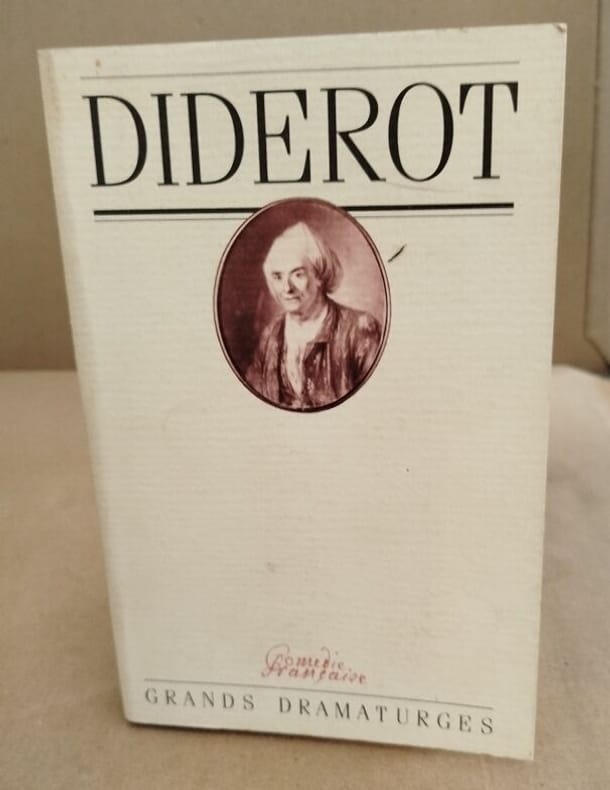 DIDEROT
Comédie
Française
GRANDS DRAMATURGES